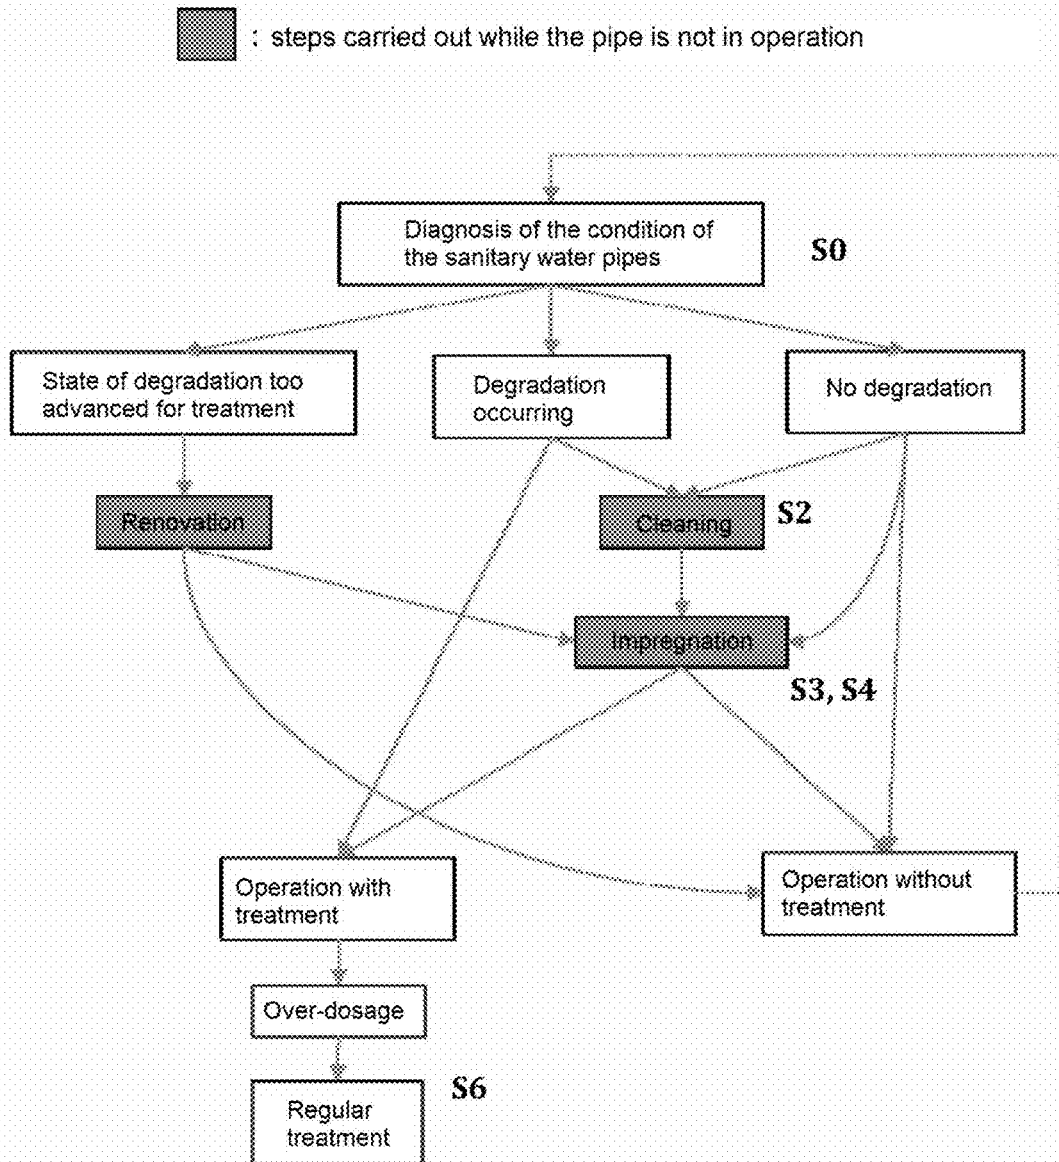 : steps carried out while the pipe is not in operation
Diagnosis of the condition of
the sanitary water pipes
S0
State of degradation too
advanced for treatment
Degradation
occurring
No degradation
Renovation
Cleaning
S2
Impregnation
S3, S4
Operation with
treatment
Operation without
treatment
Over-dosage
S6
Regular
treatment